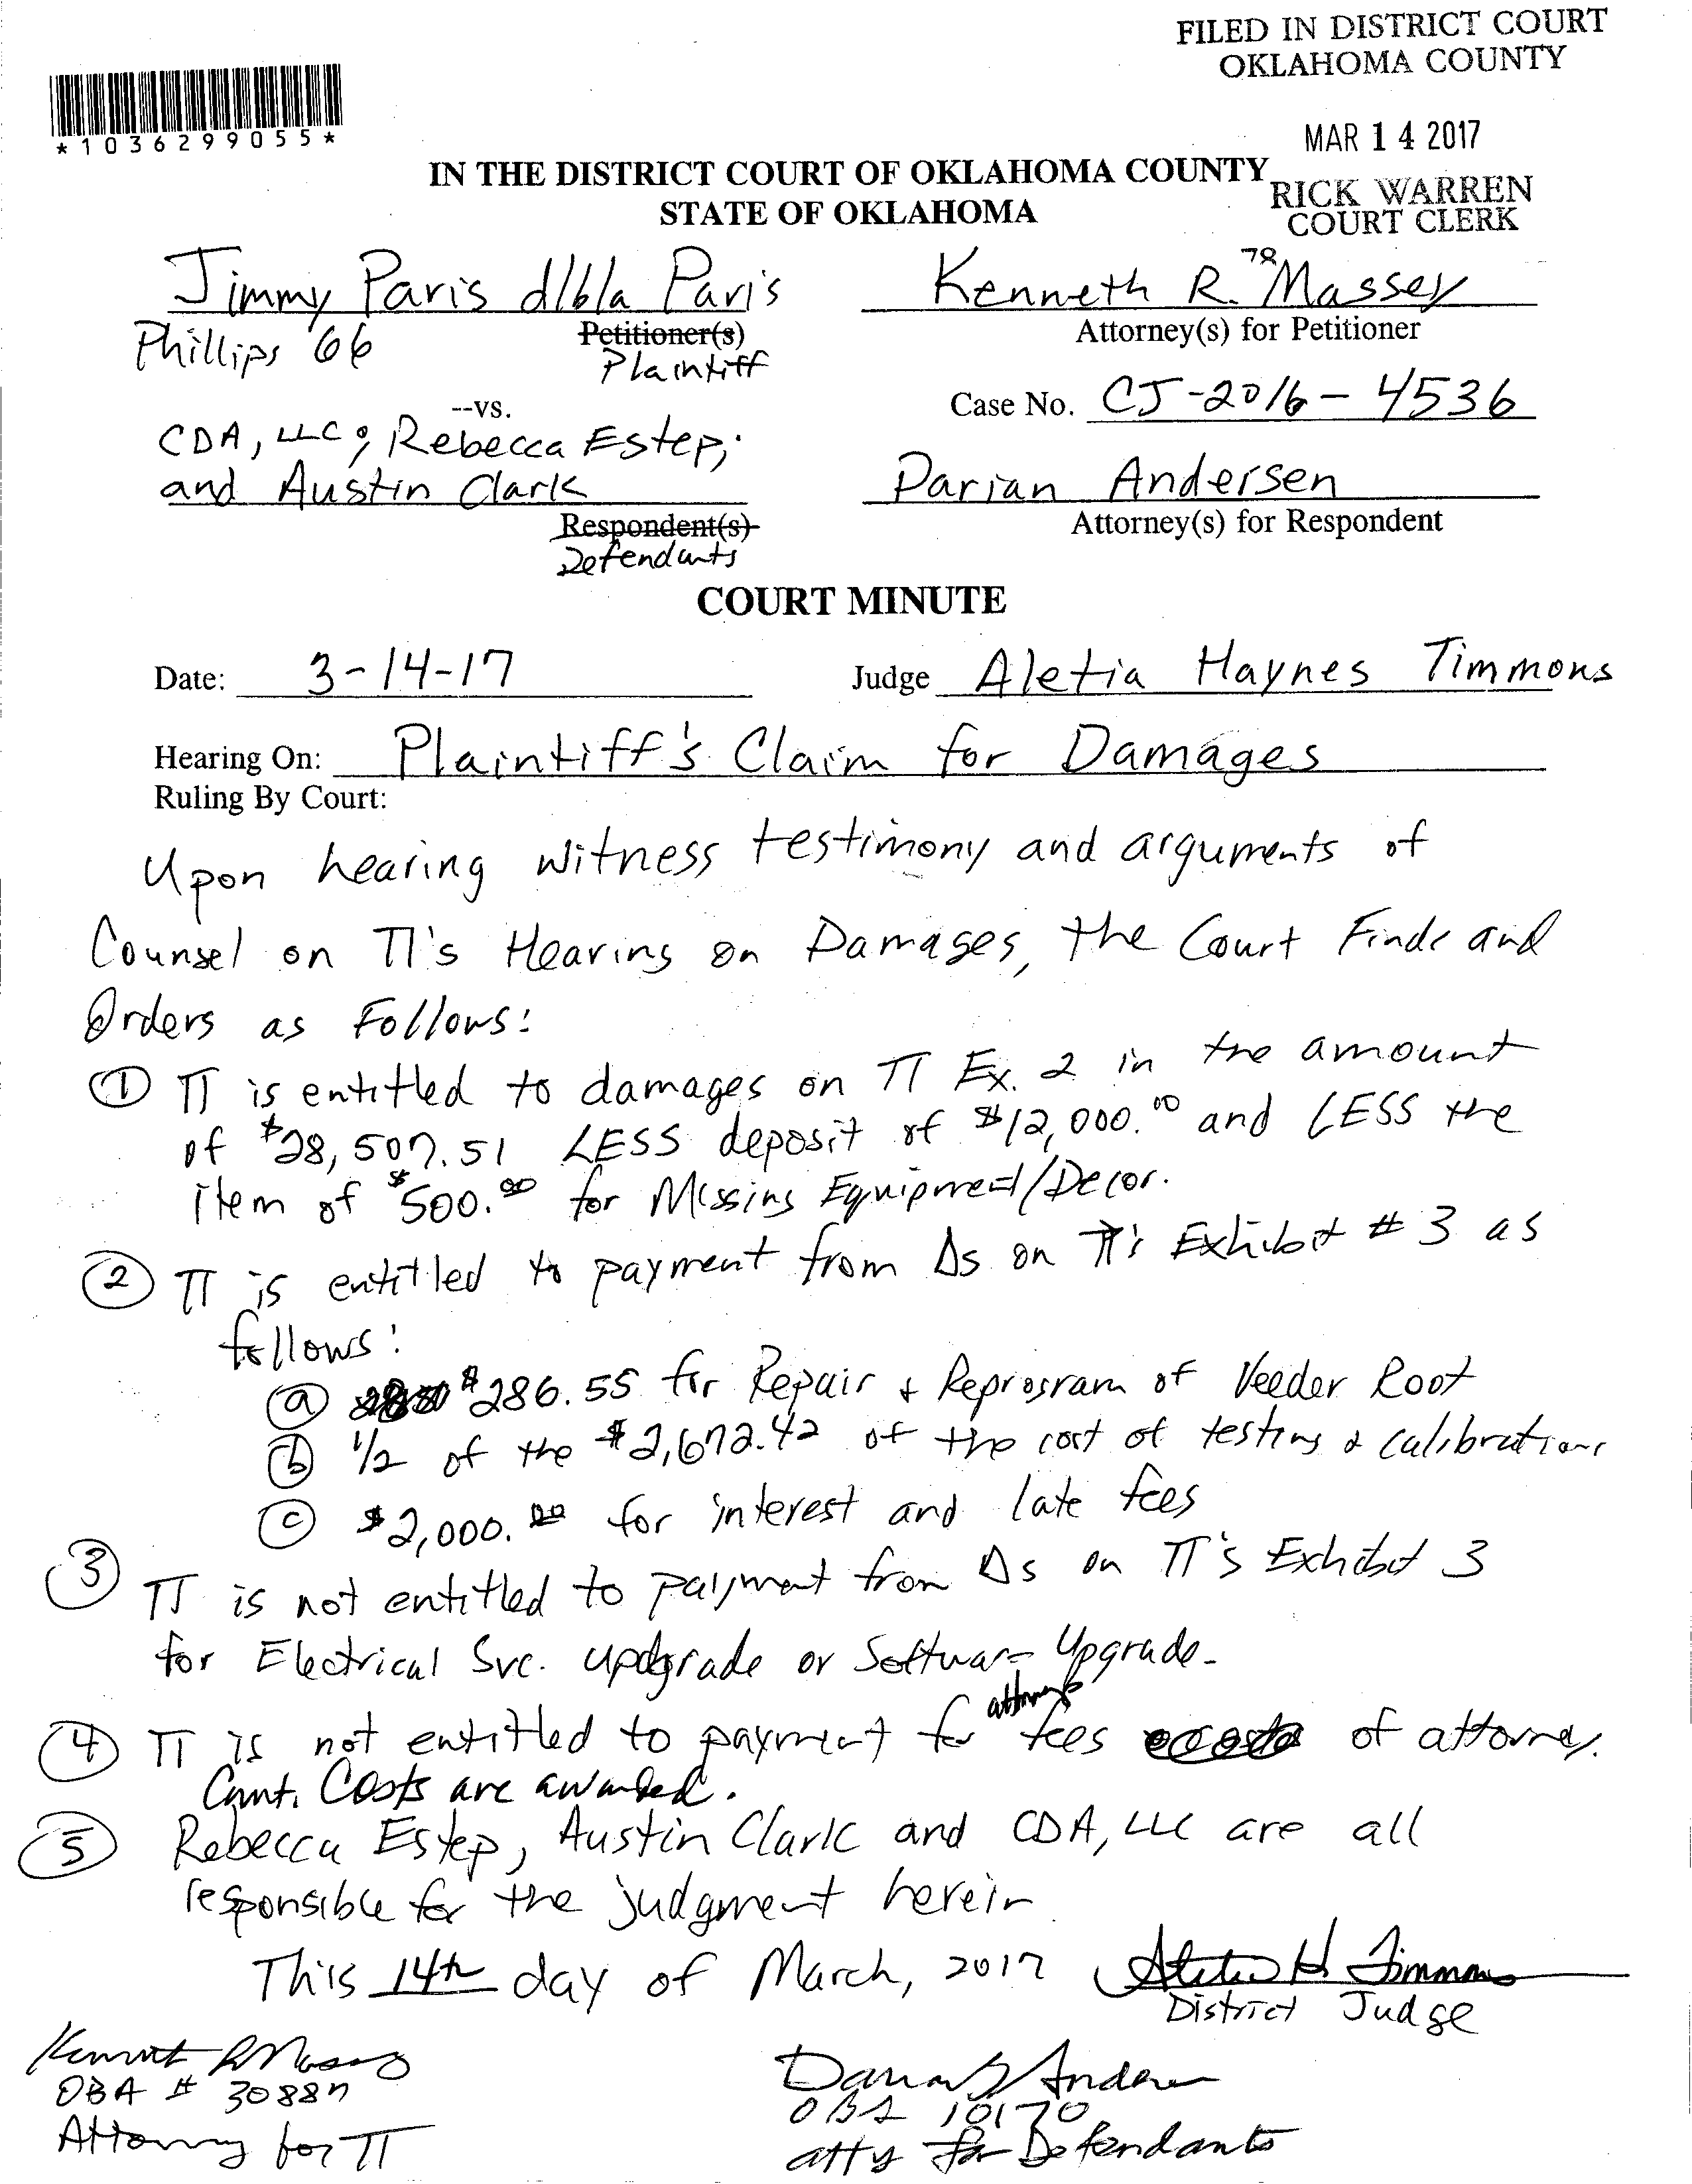 FILED IN DISTRICT COURT
OKLAHOMA COUNTY
MAR 14 2017
*1036299055*
IN THE DISTRICT COURT OF OKLAHOMA COUNTY
STATE OF OKLAHOMA
RICK WARREN
COURT CLERK
78
Jimmy Paris d/b/a Paris
Phillips 66
Petitioner(s)
Plaintiff
Kenneth R. Massey
Attorney(s) for Petitioner
--vs.
Case No. CJ-2016-4536
CDA, LLC; Rebecca Estep;
and Austin Clark
Respondent(s)
Defendants
Darian Andersen
Attorney(s) for Respondent
COURT MINUTE
Date: 3-14-17
Judge Aletia Haynes Timmons
Hearing On: Plaintiff's Claim for Damages
Ruling By Court:
Upon hearing witness testimony and arguments of
Counsel on Π's Hearing on Damages, the Court Finds and
Orders as Follows:
① Π is entitled to damages on Π Ex. 2 in the amount
of $28,507.51 LESS deposit of $12,000.00 and LESS the
item of $500.00 for Missing Equipment/Decor.
② Π is entitled to payment from Δs on Π's Exhibit # 3 as
follows:
ⓐ $286.55 for Repair & Reprogram of Veeder Root
ⓑ 1/2 of the $2,672.42 of the cost of testing & calibrations
ⓒ $2,000.00 for interest and late fees
③ Π is not entitled to payment from Δs on Π's Exhibit 3
for Electrical Svc. upgrade or Software Upgrade.
④ Π is not entitled to payment for attorneys fees of attorney.
Court Costs are awarded.
⑤ Rebecca Estep, Austin Clark and CDA, LLC are all
responsible for the judgment herein
This 14th day of March, 2017 Aletia H Timmons
District Judge
Kenneth R Massey
OBA # 30887
Attorney for Π
Darian B Andersen
OBA 10170
atty for Defendants